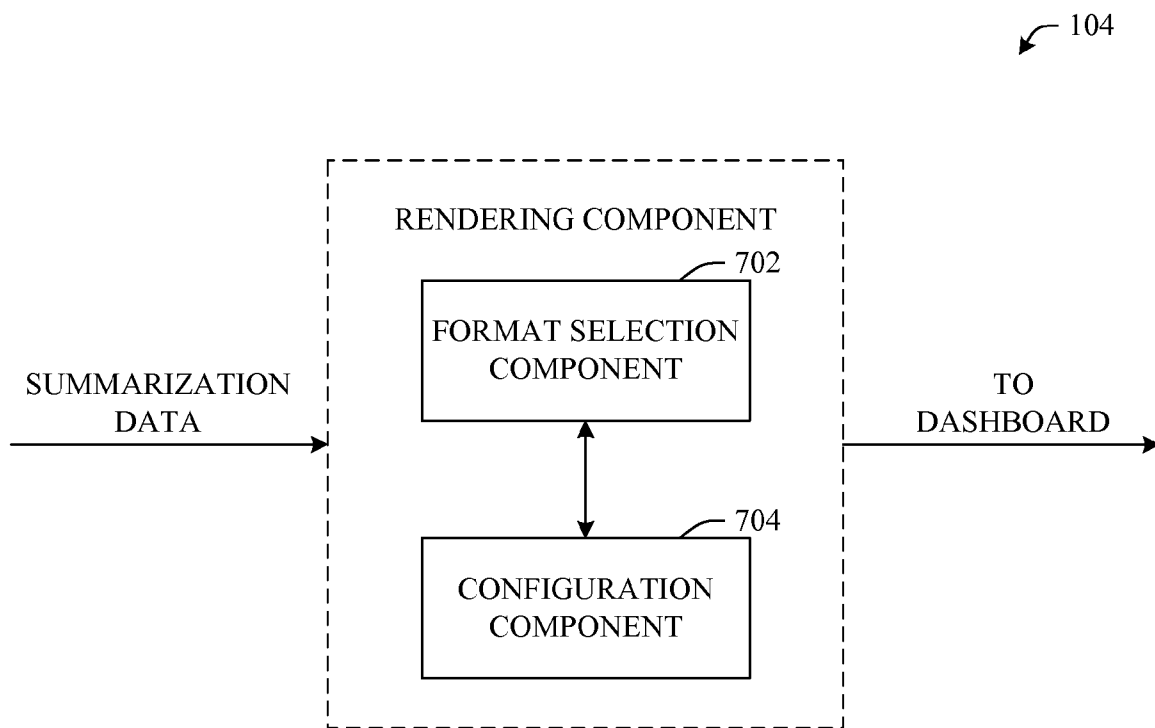 104
RENDERING COMPONENT
702
FORMAT SELECTION
COMPONENT
SUMMARIZATION
DATA
TO
DASHBOARD
704
CONFIGURATION
COMPONENT